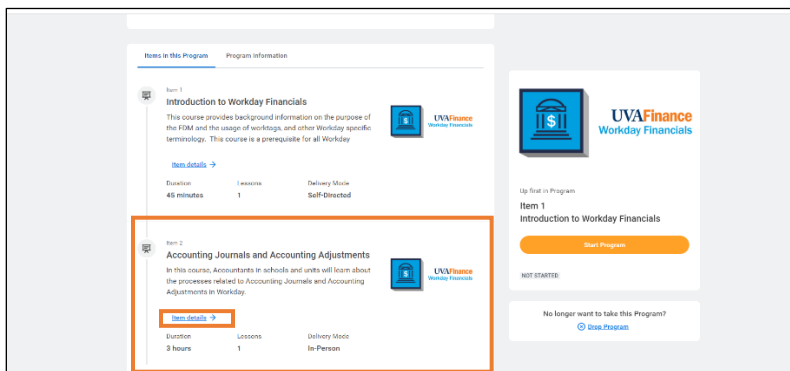 Items in this Program Program Information
Item 1
Introduction to Workday Financials
This course provides background information on the purpose of
the FDM and the usage of worktags, and other Workday specific
terminology. This course is a prerequisite for all Workday
Item details →
Duration Lessons Delivery Mode
45 minutes 1 Self-Directed
$
UVAFinance
Workday Financials
Item 2
Accounting Journals and Accounting Adjustments
In this course, Accountants in schools and units will learn about
the processes related to Accounting Journals and Accounting
Adjustments in Workday.
Item details →
Duration Lessons Delivery Mode
3 hours 1 In-Person
$
UVAFinance
Workday Financials
$
UVAFinance
Workday Financials
Up first in Program
Item 1
Introduction to Workday Financials
Start Program
NOT STARTED
No longer want to take this Program?
Drop Program